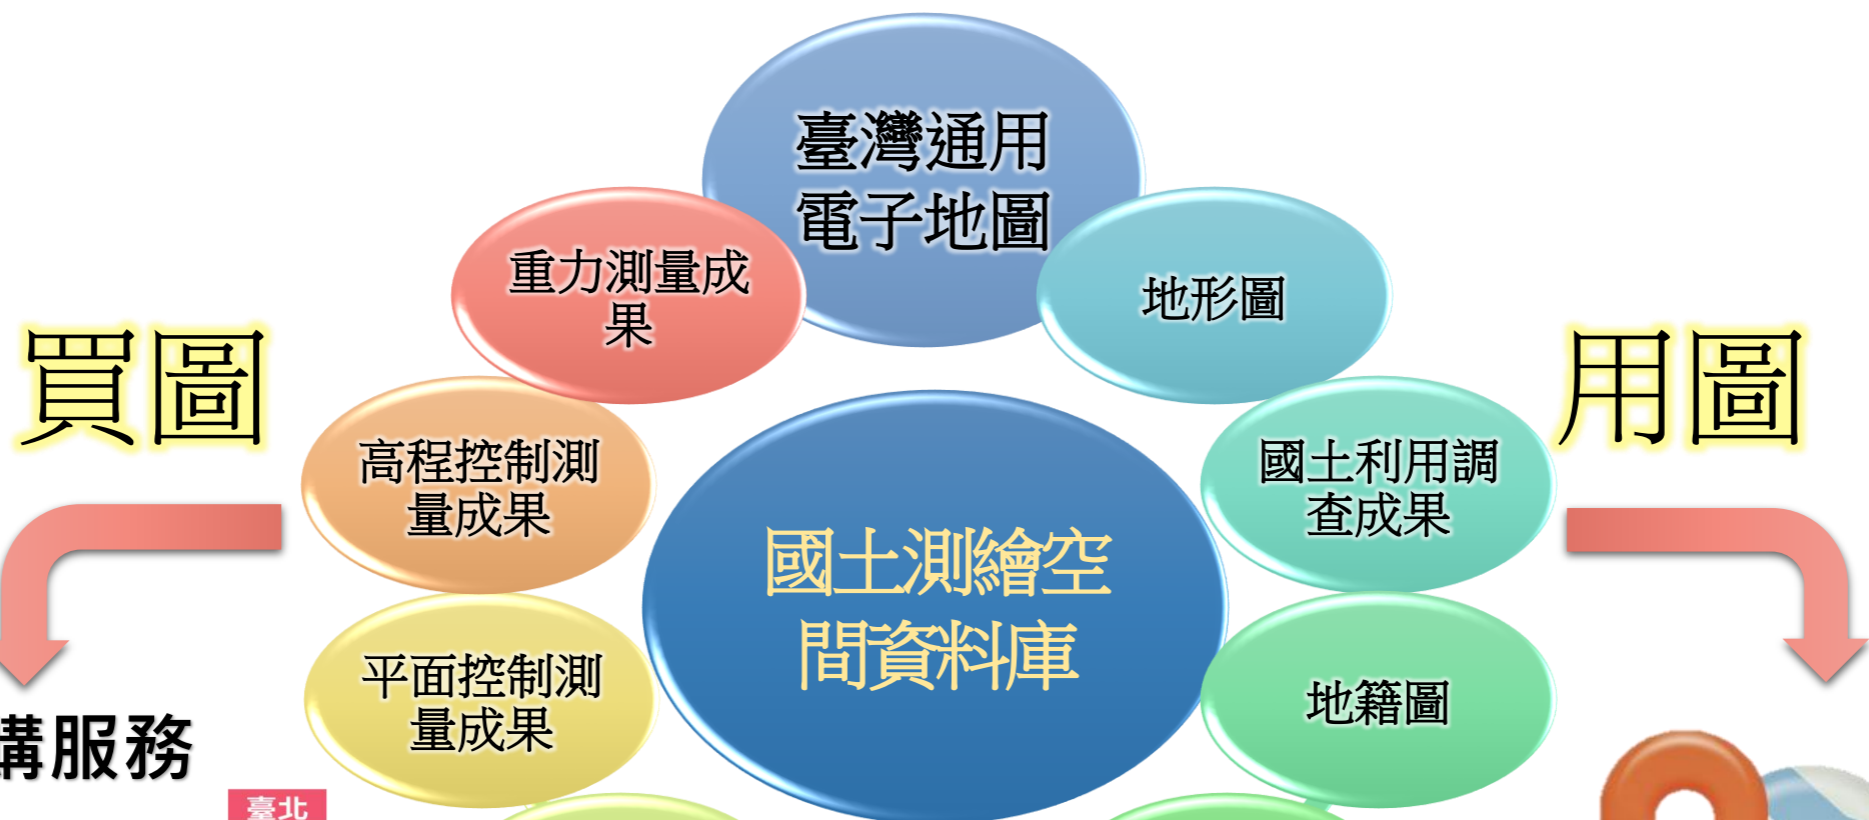 臺灣通用
電子地圖
重力測量成
果
地形圖
買圖
用圖
高程控制測
量成果
國土利用調
查成果
國土測繪空
間資料庫
平面控制測
量成果
地籍圖
購服務
臺北